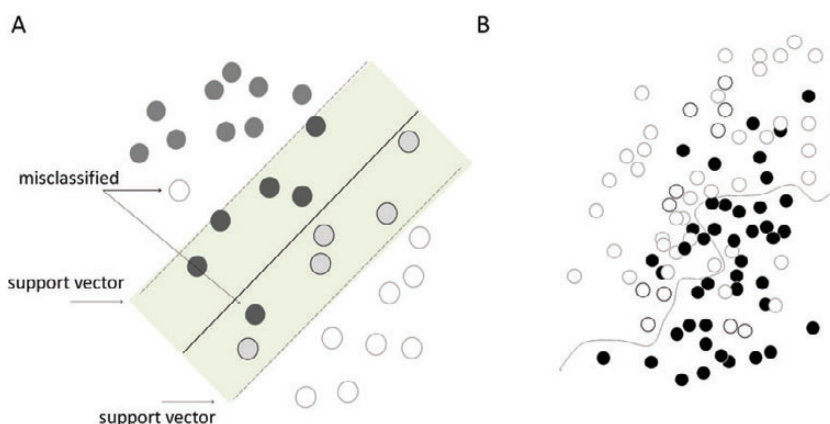 A
B
misclassified
support vector
support vector